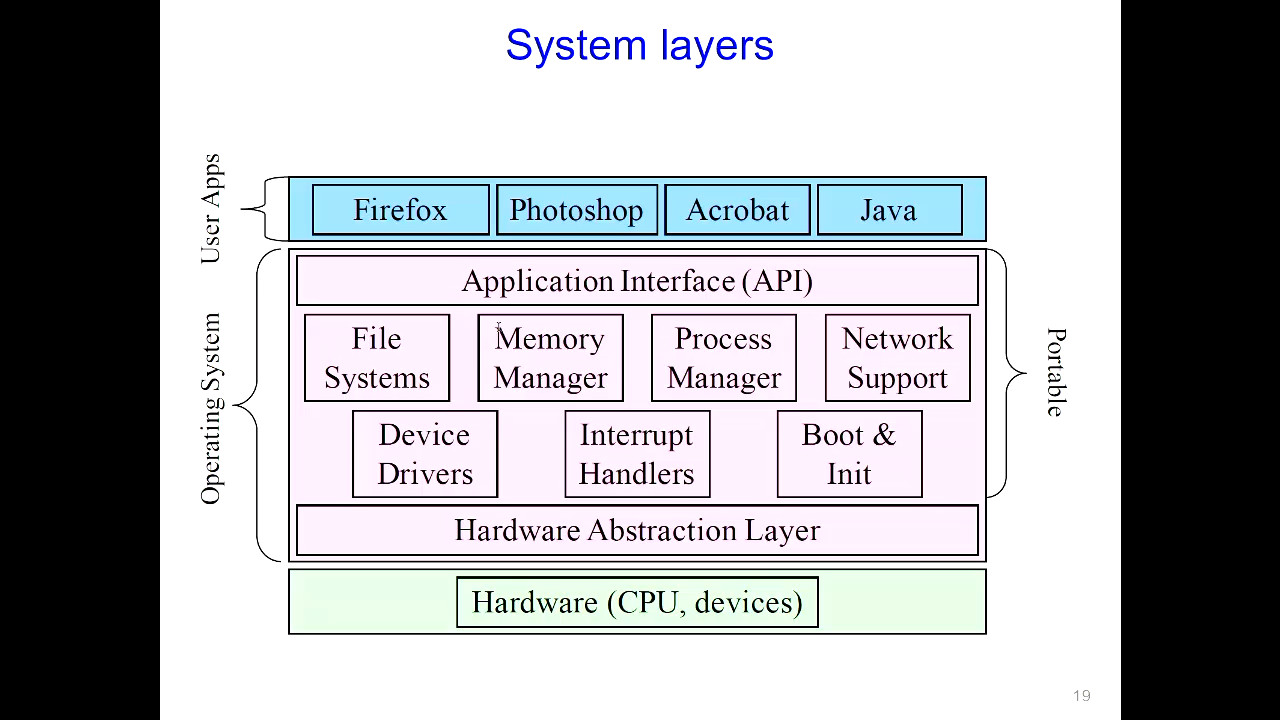 System layers
User Apps
Firefox
Photoshop
Acrobat
Java
Operating System
Application Interface (API)
File
Systems
Memory
Manager
Process
Manager
Network
Support
Portable
Device
Drivers
Interrupt
Handlers
Boot &
Init
Hardware Abstraction Layer
Hardware (CPU, devices)
19